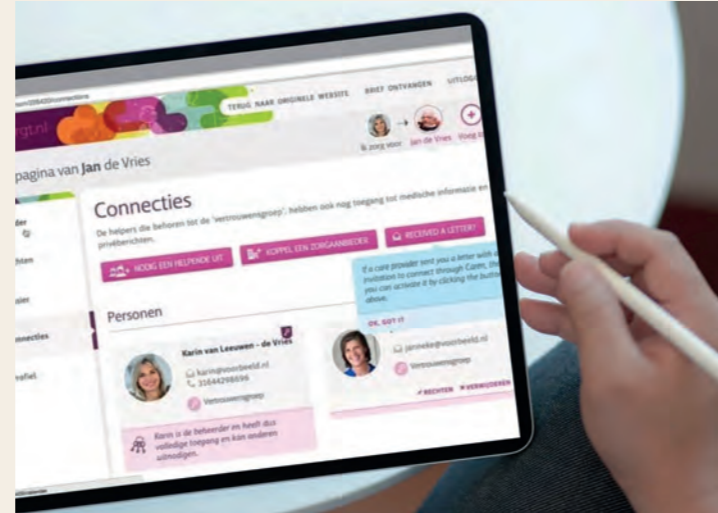 TERUG NAAR ORIGINELE WEBSITE BRIEF ONTVANGEN
rgt.nl
Ik zorg voor Jan de Vries
pagina van Jan de Vries
Connecties
De helpers die behoren tot de 'vertrouwensgroep', hebben ook nog toegang tot medische informatie en
privéberichten.
NODIG EEN HELPENDE UIT
KOPPEL EEN ZORGAANBIEDER
RECEIVED A LETTER?
If a care provider sent you a letter with
invitation to connect through Caren,
you can activate it by clicking the
above.
OK, GOT IT
Personen
Karin van Leeuwen - de Vries
karin@voorbeeld.nl
31644298696
Vertrouwensgroep
Karin is de beheerder en heeft dus
volledige toegang en kan anderen
uitnodigen.
janneke@voorbeeld.nl
Vertrouwensgroep
RECHTEN VERWIJDEREN